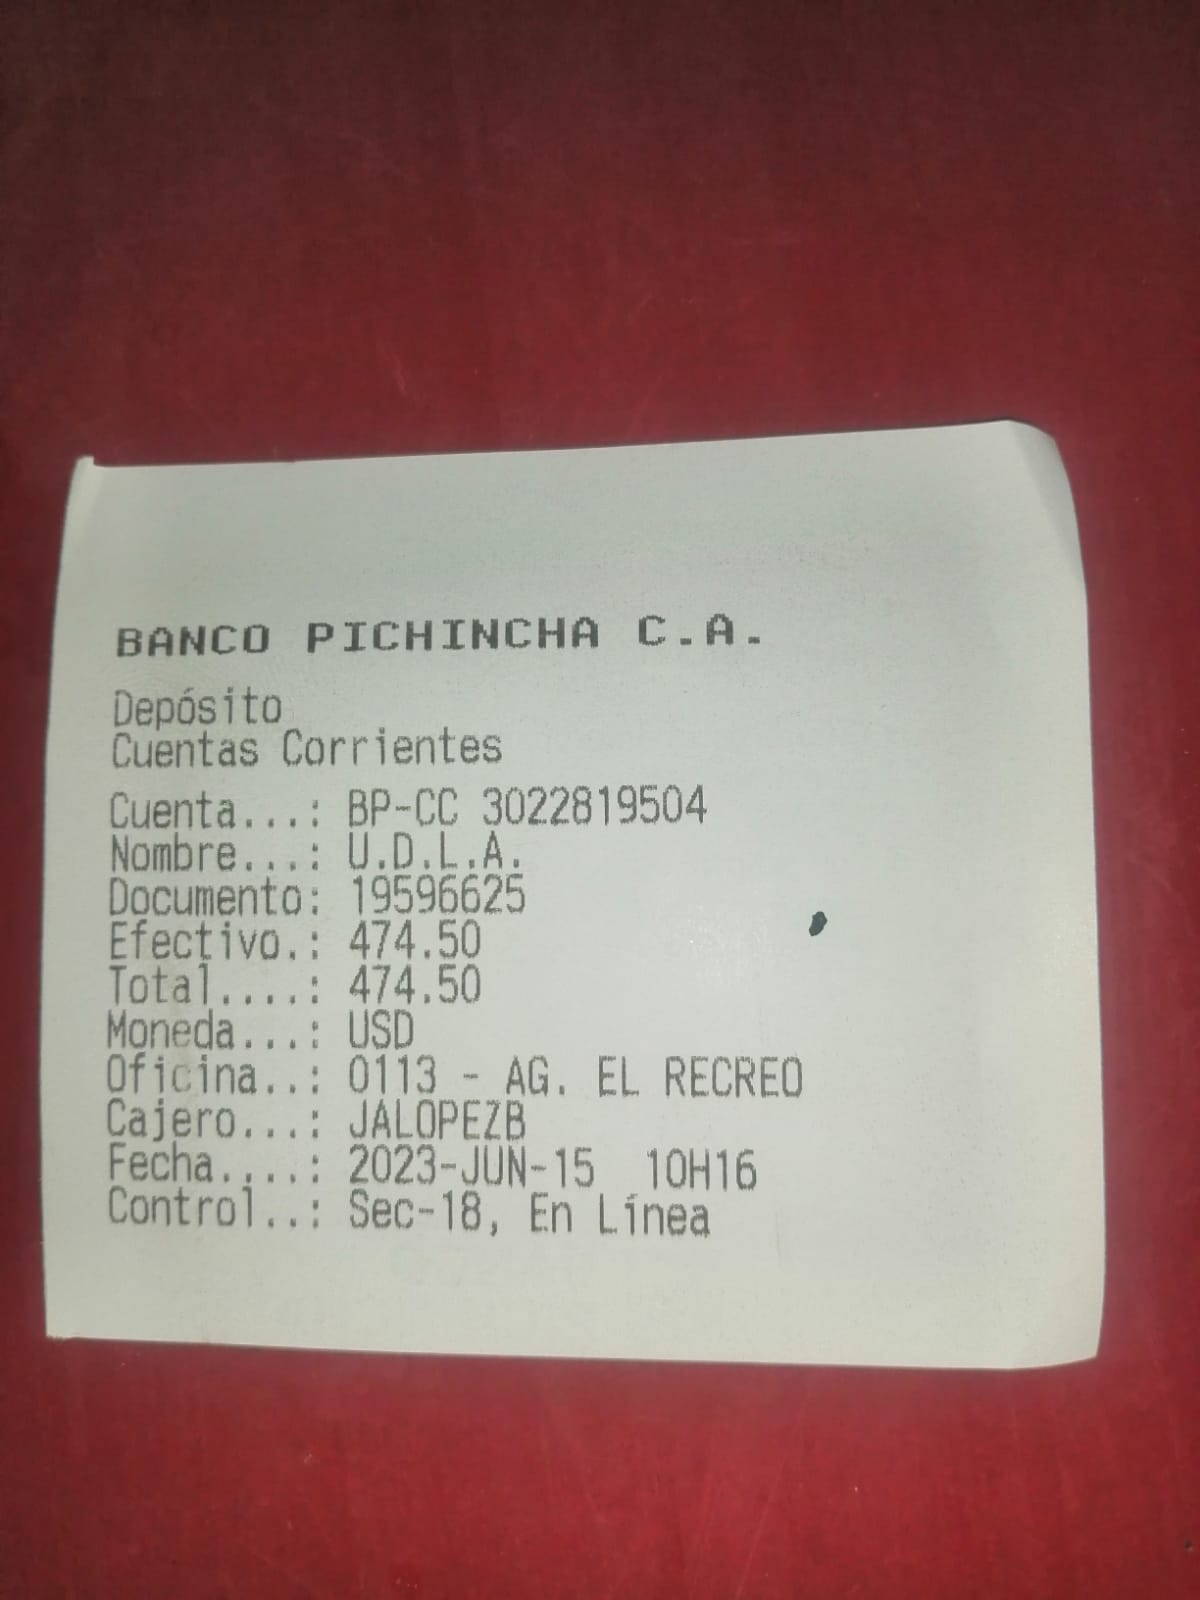 BANCO PICHINCHA C.A.
Depósito
Cuentas Corrientes
Cuenta...: BP-CC 3022819504
Nombre...: U.D.L.A.
Documento: 19596625
Efectivo.: 474.50
Total....: 474.50
Moneda...: USD
Oficina..: 0113 - AG. EL RECREO
Cajero...: JALOPEZB
Fecha....: 2023-JUN-15 10H16
Control..: Sec-18, En Línea